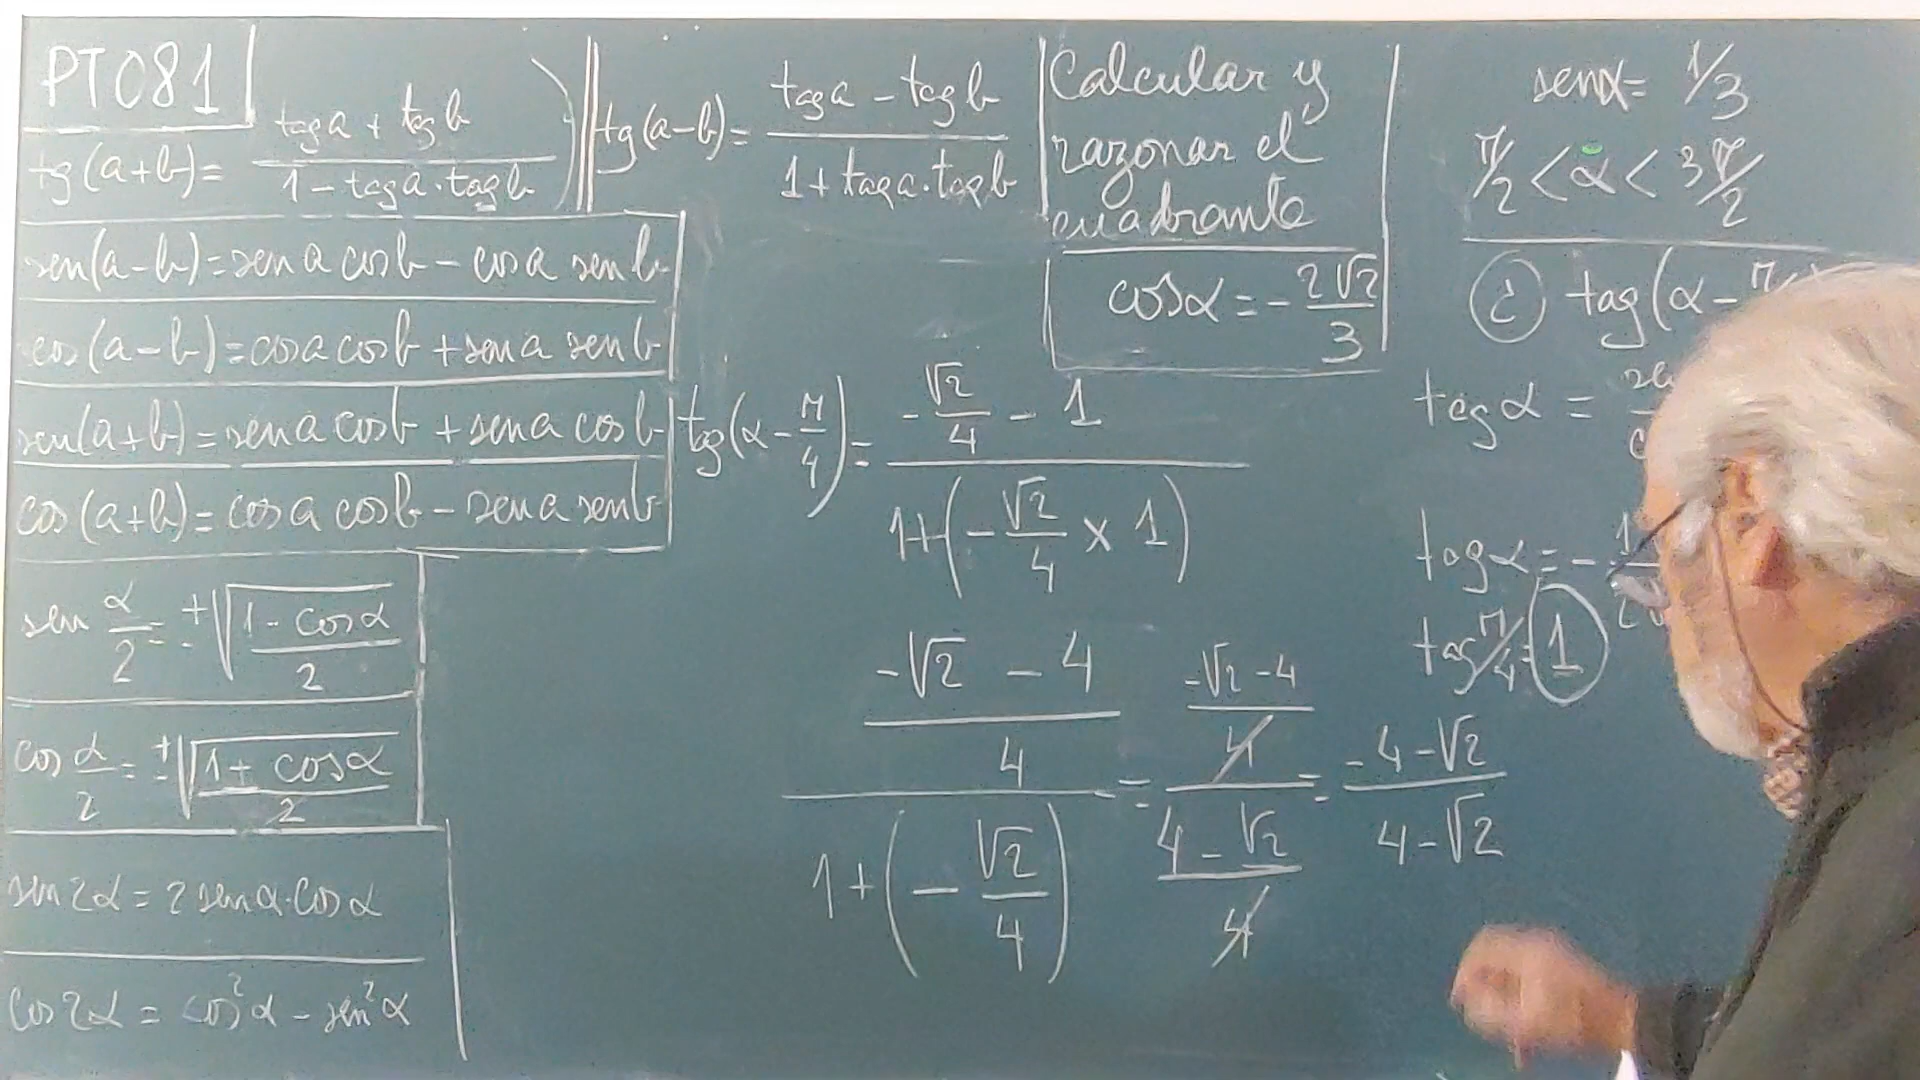 PT081
tg(a+b)= (tag a + tag b)/(1 - tag a · tag b)
tg(a-b)= (tag a - tag b)/(1 + tag a · tag b)
sen(a-b)=sen a cos b - cos a sen b
cos(a-b)=cos a cos b + sen a sen b
sen(a+b)=sen a cos b + sen a cos b
cos(a+b)=cos a cos b - sen a sen b
sen α/2 = ±√((1 - cos α)/2)
cos α/2 = ±√((1 + cos α)/2)
sen 2α = 2 sen α · cos α
cos 2α = cos² α - sen² α
Calcular y
razonar el
cuadrante
cos α = - 2√2/3
tg(α - π/4) = (-√2/4 - 1)/(1+(-√2/4 x 1))
((-√2 - 4)/4)/(1+(-√2/4)) = ((-√2 - 4)/4)/((4 - √2)/4) = (-4 - √2)/(4 - √2)
sen α = 1/3
π/2 < α < 3π/2
¿ tag(α - π
tag α =
tag α = - 1
tag π/4 = 1